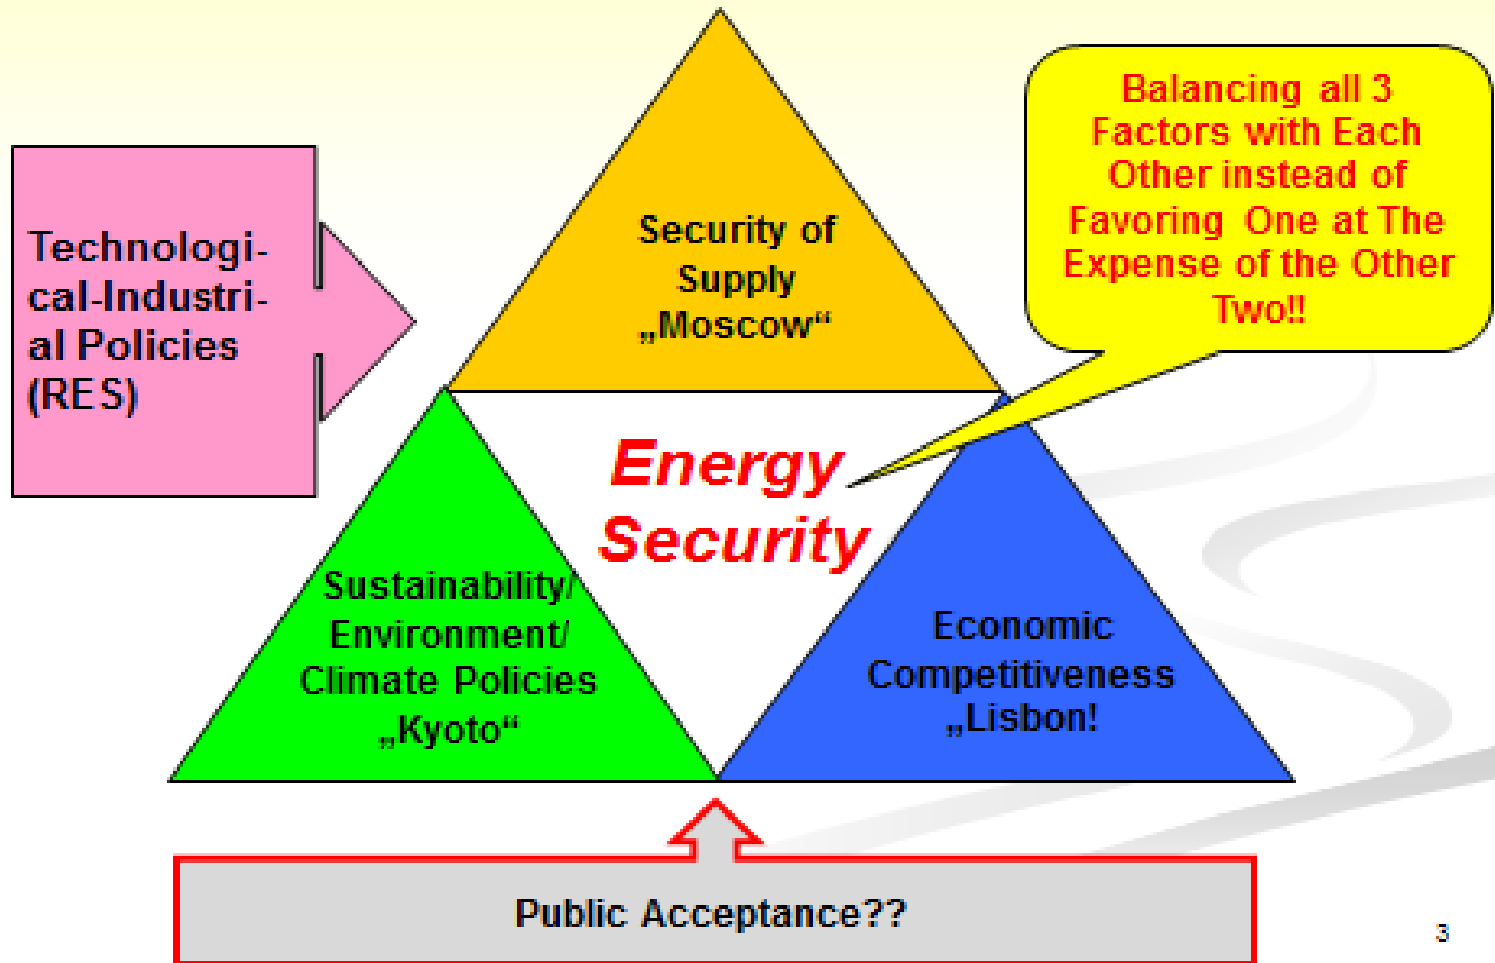 Balancing all 3
Factors with Each
Other instead of
Favoring One at The
Expense of the Other
Two!!
Technologi-
cal-Industri-
al Policies
(RES)
Security of
Supply
„Moscow“
Energy
Security
Sustainability/
Environment/
Climate Policies
„Kyoto“
Economic
Competitiveness
„Lisbon!
Public Acceptance??
3